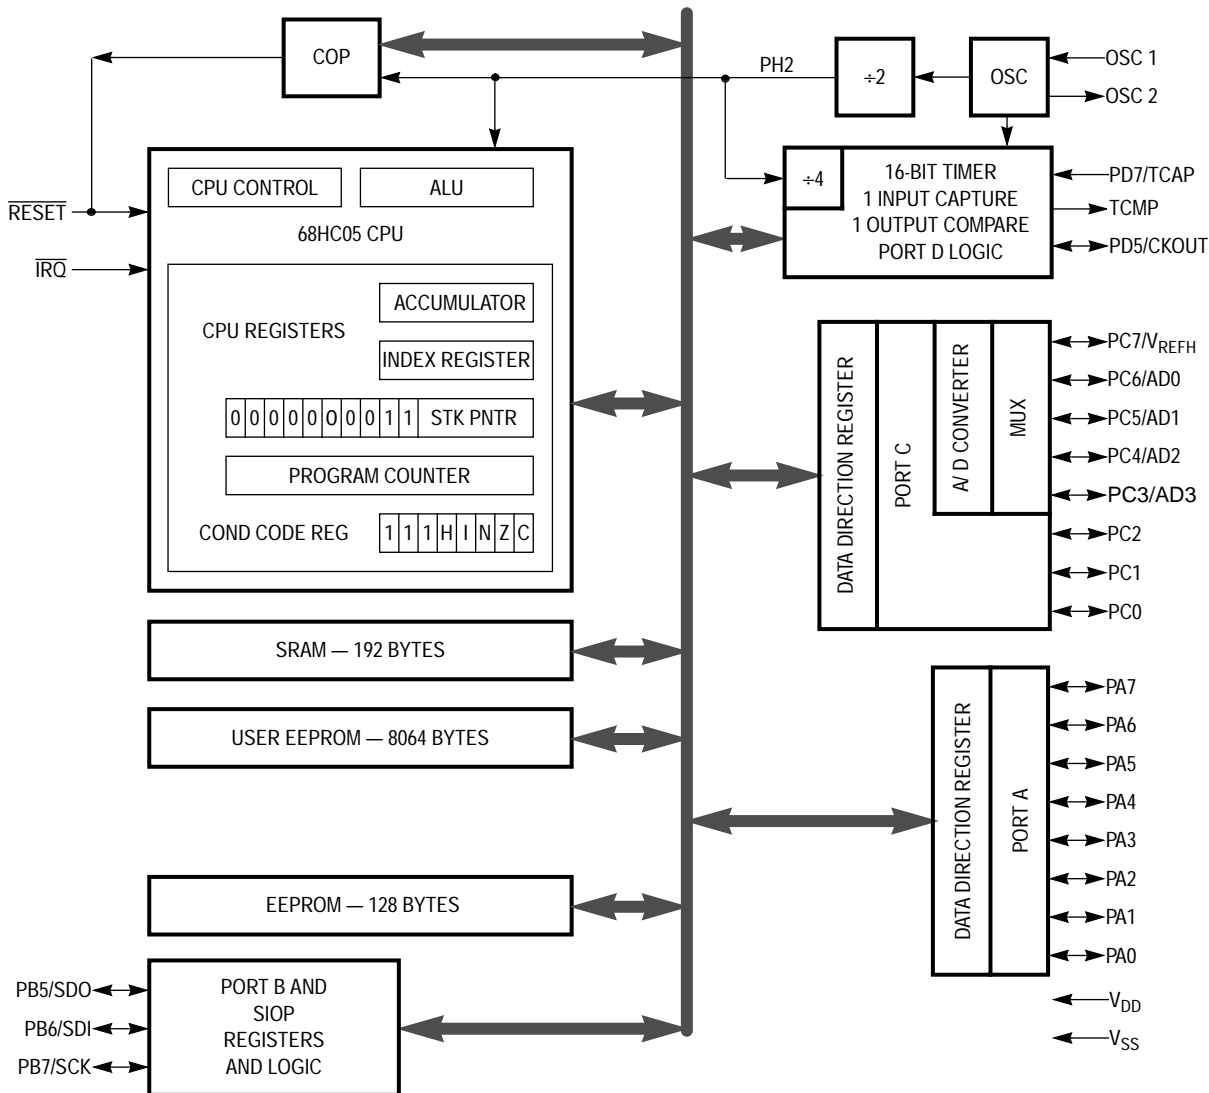 COP
PH2
÷2
OSC
OSC 1
OSC 2
CPU CONTROL
ALU
68HC05 CPU
RESET
IRQ
÷4
16-BIT TIMER
1 INPUT CAPTURE
1 OUTPUT COMPARE
PORT D LOGIC
PD7/TCAP
TCMP
PD5/CKOUT
CPU REGISTERS
ACCUMULATOR
INDEX REGISTER
0 0 0 0 0 0 0 0 1 1 STK PNTR
PROGRAM COUNTER
COND CODE REG
1 1 1 H I N Z C
DATA DIRECTION REGISTER
PORT C
A/D CONVERTER
MUX
PC7/VREFH
PC6/AD0
PC5/AD1
PC4/AD2
PC3/AD3
PC2
PC1
PC0
SRAM — 192 BYTES
USER EEPROM — 8064 BYTES
EEPROM — 128 BYTES
DATA DIRECTION REGISTER
PORT A
PA7
PA6
PA5
PA4
PA3
PA2
PA1
PA0
VDD
VSS
PB5/SDO
PB6/SDI
PB7/SCK
PORT B AND
SIOP
REGISTERS
AND LOGIC